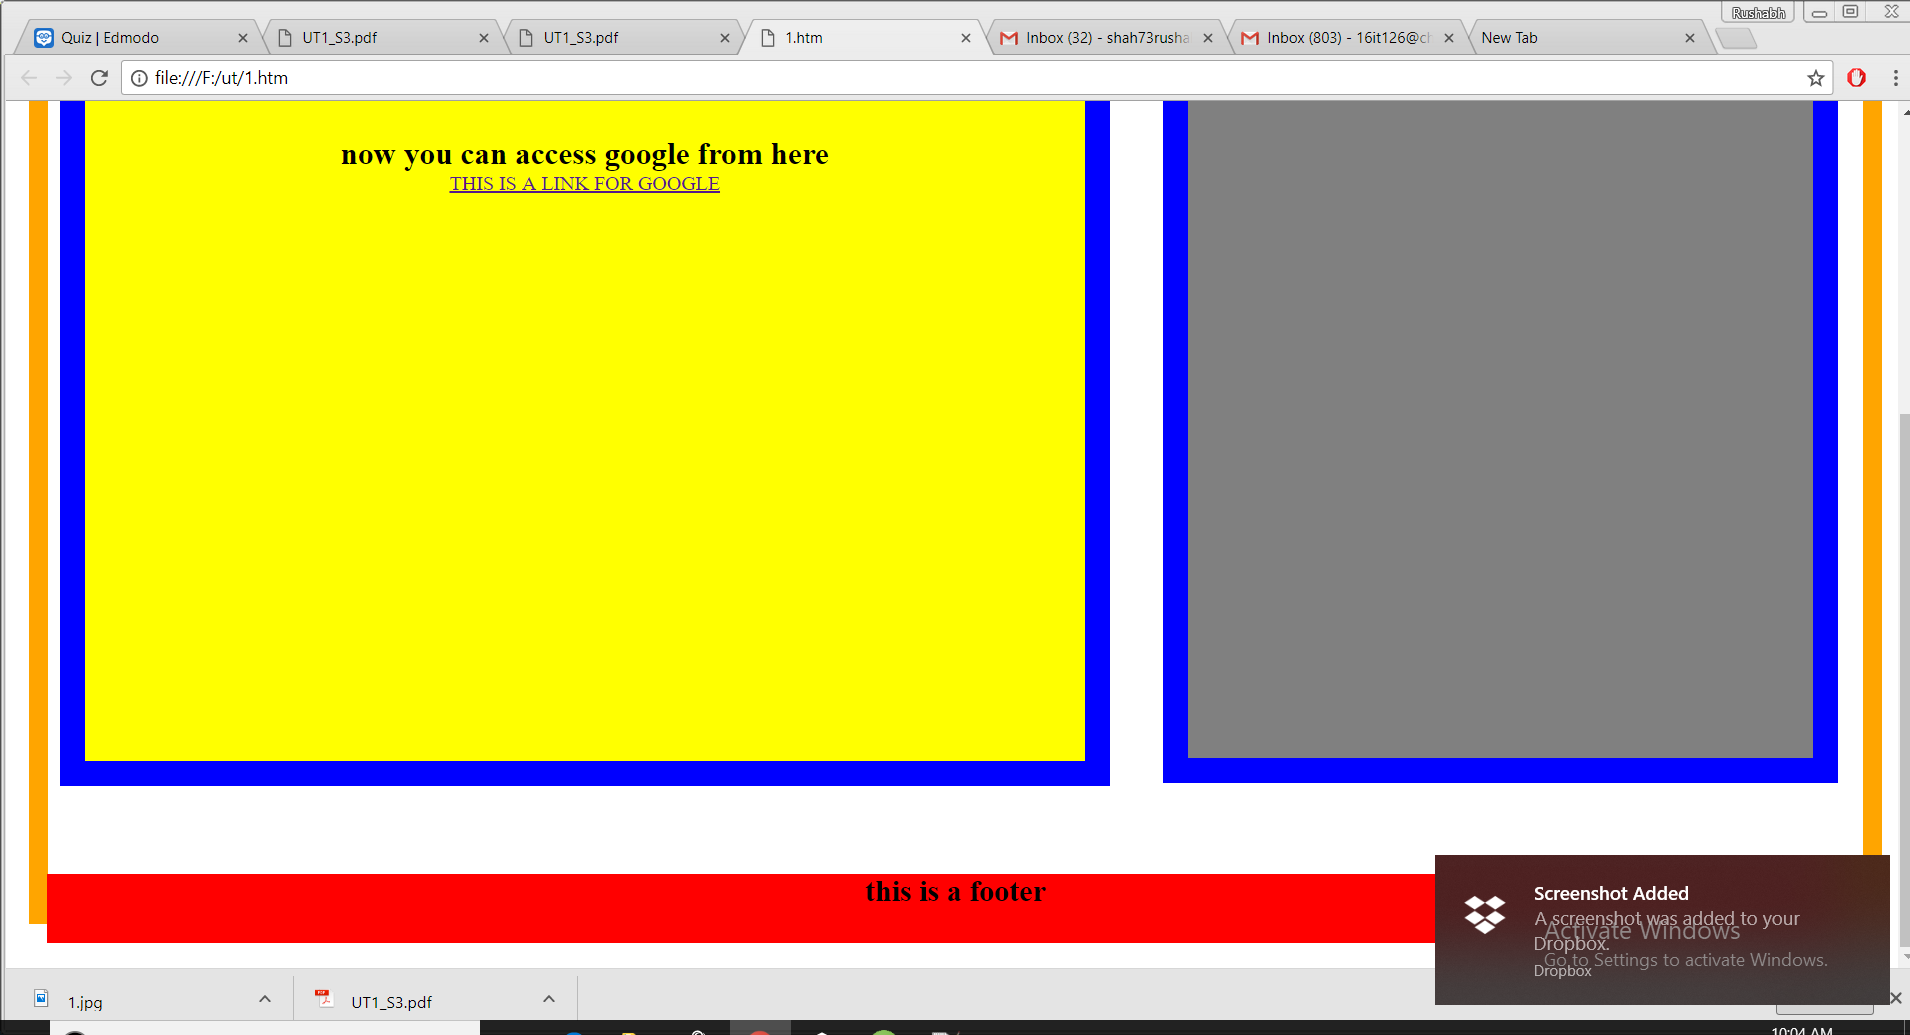 Rushabh
Quiz | Edmodo
UT1_S3.pdf
UT1_S3.pdf
1.htm
Inbox (32) - shah73rusha
Inbox (803) - 16it126@ch
New Tab
file:///F:/ut/1.htm
now you can access google from here
THIS IS A LINK FOR GOOGLE
this is a footer
Screenshot Added
A screenshot was added to your
Dropbox.
Dropbox
Activate Windows
Go to Settings to activate Windows.
1.jpg
UT1_S3.pdf
10:04 AM